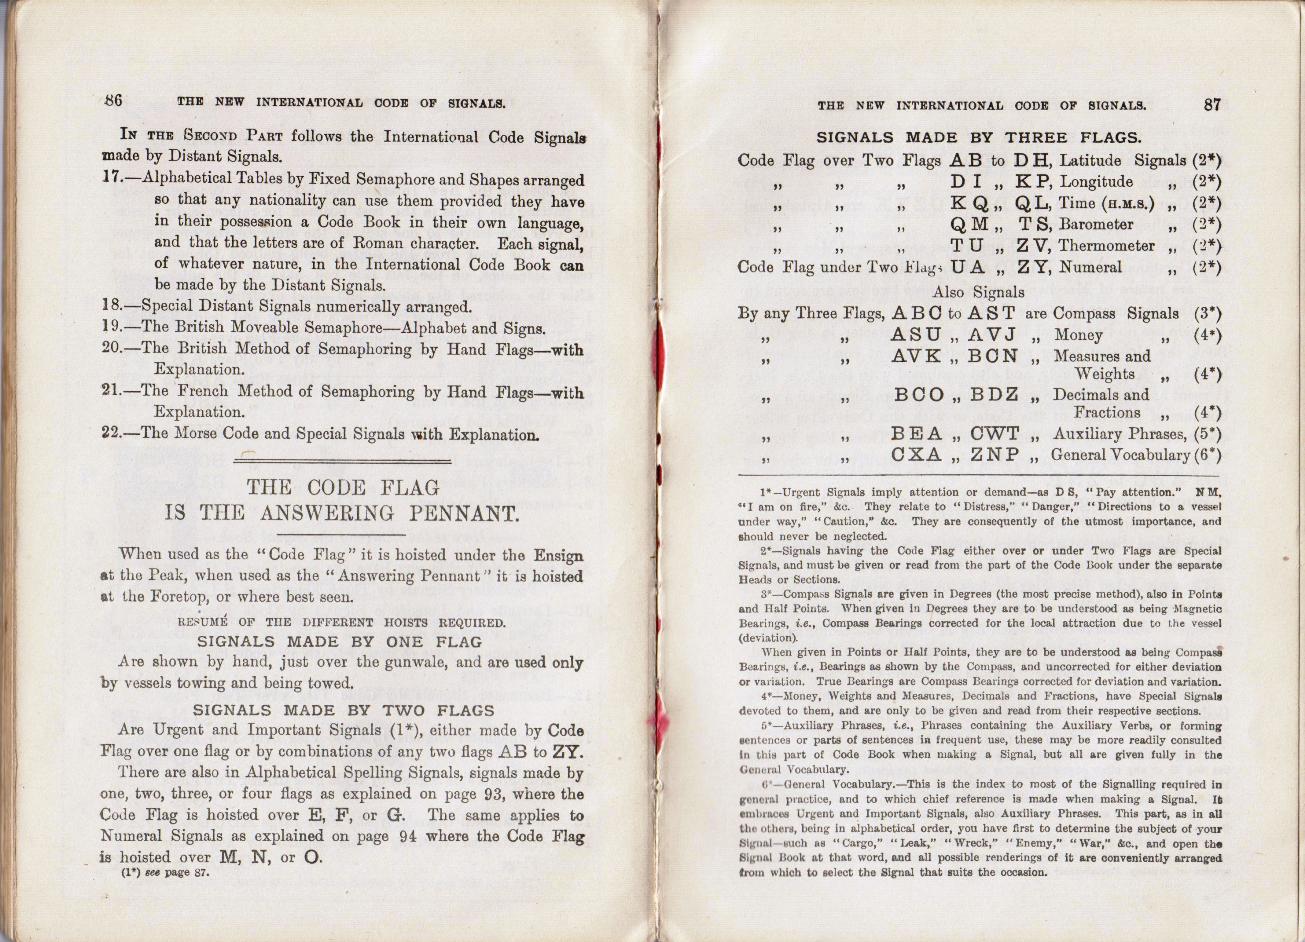 86 THE NEW INTERNATIONAL CODE OF SIGNALS.
IN THE SECOND PART follows the International Code Signals
made by Distant Signals.
17.—Alphabetical Tables by Fixed Semaphore and Shapes arranged
so that any nationality can use them provided they have
in their possession a Code Book in their own language,
and that the letters are of Roman character. Each signal,
of whatever nature, in the International Code Book can
be made by the Distant Signals.
18.—Special Distant Signals numerically arranged.
19.—The British Moveable Semaphore—Alphabet and Signs.
20.—The British Method of Semaphoring by Hand Flags—with
Explanation.
21.—The French Method of Semaphoring by Hand Flags—with
Explanation.
22.—The Morse Code and Special Signals with Explanation.
THE CODE FLAG
IS THE ANSWERING PENNANT.
When used as the "Code Flag" it is hoisted under the Ensign
at the Peak, when used as the "Answering Pennant" it is hoisted
at the Foretop, or where best seen.
RESUMÉ OF THE DIFFERENT HOISTS REQUIRED.
SIGNALS MADE BY ONE FLAG
Are shown by hand, just over the gunwale, and are used only
by vessels towing and being towed.
SIGNALS MADE BY TWO FLAGS
Are Urgent and Important Signals (1*), either made by Code
Flag over one flag or by combinations of any two flags AB to ZY.
There are also in Alphabetical Spelling Signals, signals made by
one, two, three, or four flags as explained on page 93, where the
Code Flag is hoisted over E, F, or G. The same applies to
Numeral Signals as explained on page 94 where the Code Flag
is hoisted over M, N, or O.
(1*) see page 87.
THE NEW INTERNATIONAL CODE OF SIGNALS. 87
SIGNALS MADE BY THREE FLAGS.
Code Flag over Two Flags AB to DH, Latitude Signals (2*)
„ „ „ DI „ KP, Longitude „ (2*)
„ „ „ KQ „ QL, Time (H.M.S.) „ (2*)
„ „ „ QM „ TS, Barometer „ (2*)
„ „ „ TU „ ZV, Thermometer „ (2*)
Code Flag under Two Flags UA „ ZY, Numeral „ (2*)
Also Signals
By any Three Flags, ABC to AST are Compass Signals (3*)
„ „ ASU „ AVJ „ Money „ (4*)
„ „ AVK „ BCN „ Measures and
Weights „ (4*)
„ „ BCO „ BDZ „ Decimals and
Fractions „ (4*)
„ „ BEA „ CWT „ Auxiliary Phrases, (5*)
„ „ CXA „ ZNP „ General Vocabulary (6*)
1*—Urgent Signals imply attention or demand—as DS, "Pay attention." NM,
"I am on fire," &c. They relate to "Distress," "Danger," "Directions to a vessel
under way," "Caution," &c. They are consequently of the utmost importance, and
should never be neglected.
2*—Signals having the Code Flag either over or under Two Flags are Special
Signals, and must be given or read from the part of the Code Book under the separate
Heads or Sections.
3*—Compass Signals are given in Degrees (the most precise method), also in Points
and Half Points. When given in Degrees they are to be understood as being Magnetic
Bearings, i.e., Compass Bearings corrected for the local attraction due to the vessel
(deviation).
When given in Points or Half Points, they are to be understood as being Compass
Bearings, i.e., Bearings as shown by the Compass, and uncorrected for either deviation
or variation. True Bearings are Compass Bearings corrected for deviation and variation.
4*—Money, Weights and Measures, Decimals and Fractions, have Special Signals
devoted to them, and are only to be given and read from their respective sections.
5*—Auxiliary Phrases, i.e., Phrases containing the Auxiliary Verbs, or forming
sentences or parts of sentences in frequent use, these may be more readily consulted
in this part of Code Book when making a Signal, but all are given fully in the
General Vocabulary.
6*—General Vocabulary.—This is the index to most of the Signalling required in
general practice, and to which chief reference is made when making a Signal. It
embraces Urgent and Important Signals, also Auxiliary Phrases. This part, as in all
the others, being in alphabetical order, you have first to determine the subject of your
Signal—such as "Cargo," "Leak," "Wreck," "Enemy," "War," &c., and open the
Signal Book at that word, and all possible renderings of it are conveniently arranged
from which to select the Signal that suits the occasion.